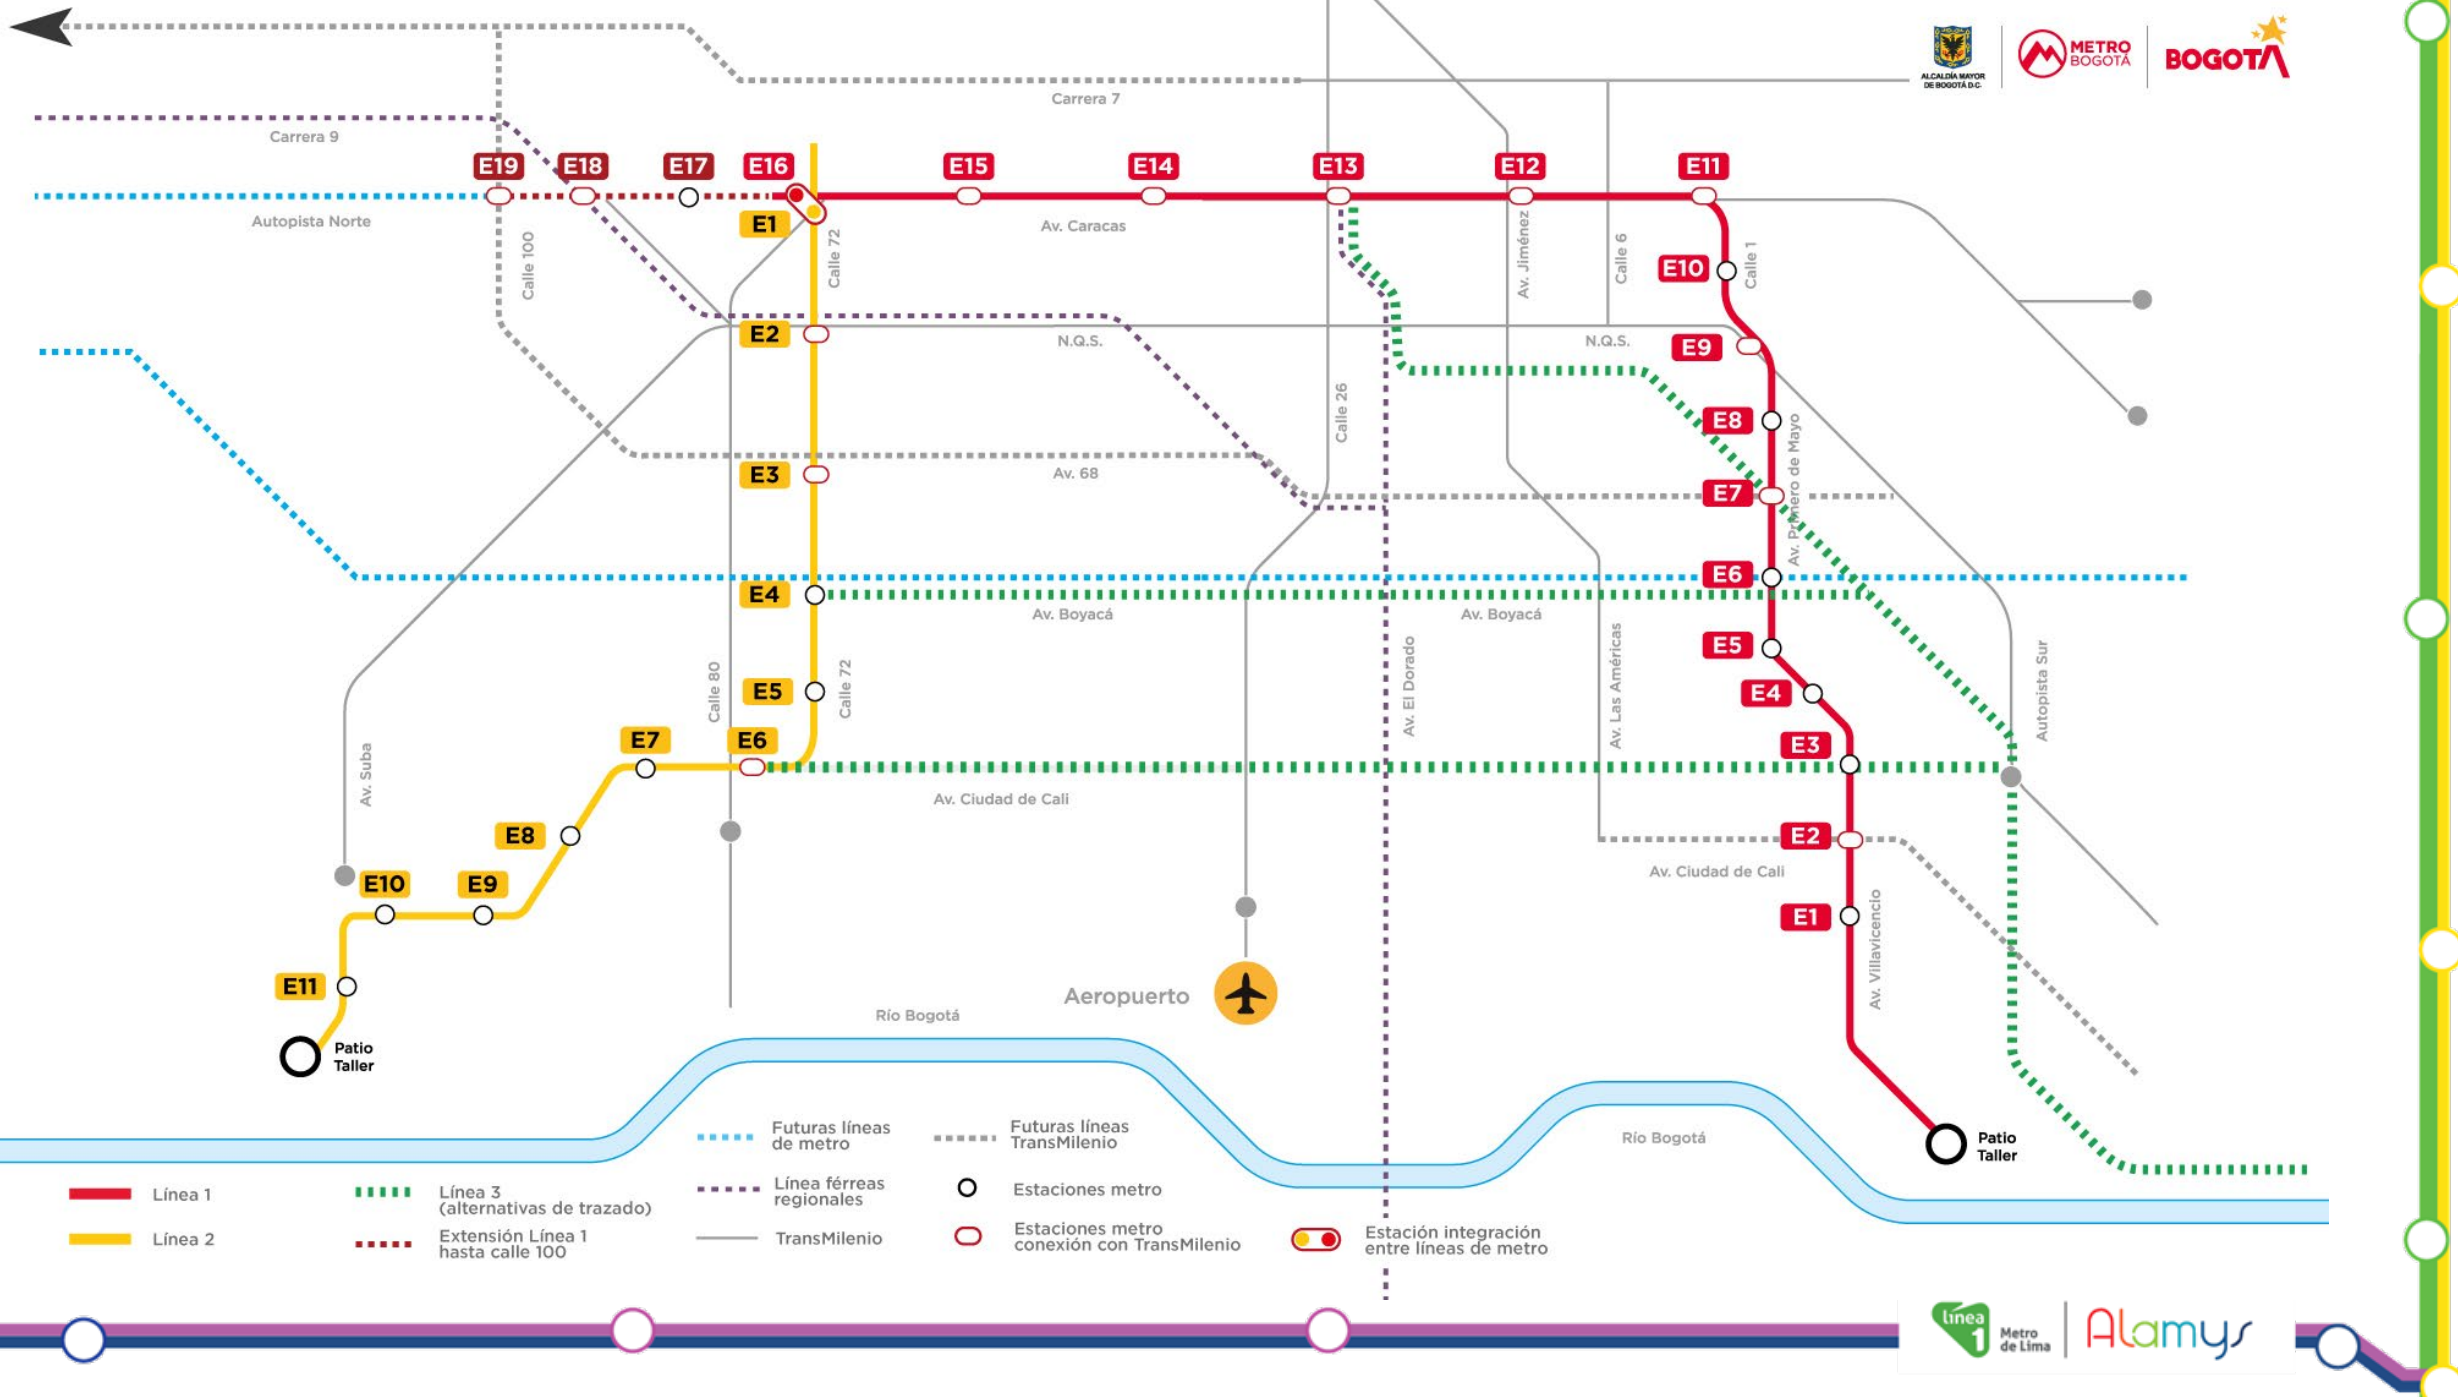 ALCALDÍA MAYOR
DE BOGOTÁ D.C.
METRO
BOGOTÁ
BOGOTÁ
Carrera 7
Carrera 9
E19
E18
E17
E16
E15
E14
E13
E12
E11
Autopista Norte
E1
Av. Caracas
Calle 100
Calle 72
Av. Jiménez
Calle 6
E10
Calle 1
E2
N.Q.S.
N.Q.S.
E9
Calle 26
E8
Av. Primero de Mayo
E3
Av. 68
E7
E4
E6
Av. Boyacá
Av. Boyacá
E5
Calle 80
E5
Calle 72
Av. El Dorado
Av. Las Américas
E4
Autopista Sur
E7
E6
E3
Av. Suba
Av. Ciudad de Cali
E8
E2
Av. Ciudad de Cali
E10
E9
E1
Av. Villavicencio
E11
Aeropuerto
Río Bogotá
Patio
Taller
Río Bogotá
Patio
Taller
Línea 1
Línea 2
Línea 3
(alternativas de trazado)
Extensión Línea 1
hasta calle 100
Futuras líneas
de metro
Línea férreas
regionales
TransMilenio
Futuras líneas
TransMilenio
Estaciones metro
Estaciones metro
conexión con TransMilenio
Estación integración
entre líneas de metro
línea
1
Metro
de Lima
Alamys